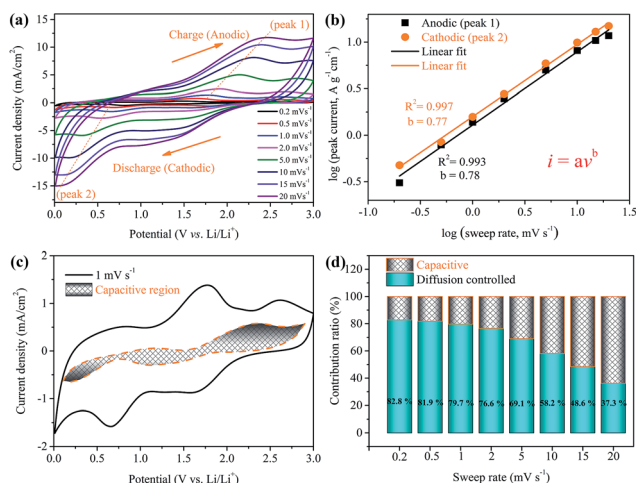 (a)
Current density (mA/cm²)
15
10
5
0
-5
-10
-15
Charge (Anodic)
(peak 1)
0.2 mVs⁻¹
0.5 mVs⁻¹
1.0 mVs⁻¹
2.0 mVs⁻¹
5.0 mVs⁻¹
10 mVs⁻¹
15 mVs⁻¹
20 mVs⁻¹
Discharge (Cathodic)
(peak 2)
0.0 0.5 1.0 1.5 2.0 2.5 3.0
Potential (V vs. Li/Li⁺)
(b)
log (peak current, A g⁻¹cm⁻¹)
1.0
0.5
0.0
-0.5
Anodic (peak 1)
Cathodic (peak 2)
Linear fit
Linear fit
R²= 0.997
b = 0.77
R²= 0.993
b = 0.78
i = avᵇ
-1.0 -0.5 0.0 0.5 1.0 1.5
log (sweep rate, mV s⁻¹)
(c)
Current density (mA/cm²)
2
1
0
-1
-2
1 mV s⁻¹
Capacitive region
0.0 0.5 1.0 1.5 2.0 2.5 3.0
Potential (V vs. Li/Li⁺)
(d)
Contribution ratio (%)
120
100
80
60
40
20
0
Capacitive
Diffusion controlled
82.8 % 81.9 % 79.7 % 76.6 % 69.1 % 58.2 % 48.6 % 37.3 %
0.2 0.5 1 2 5 10 15 20
Sweep rate (mV s⁻¹)